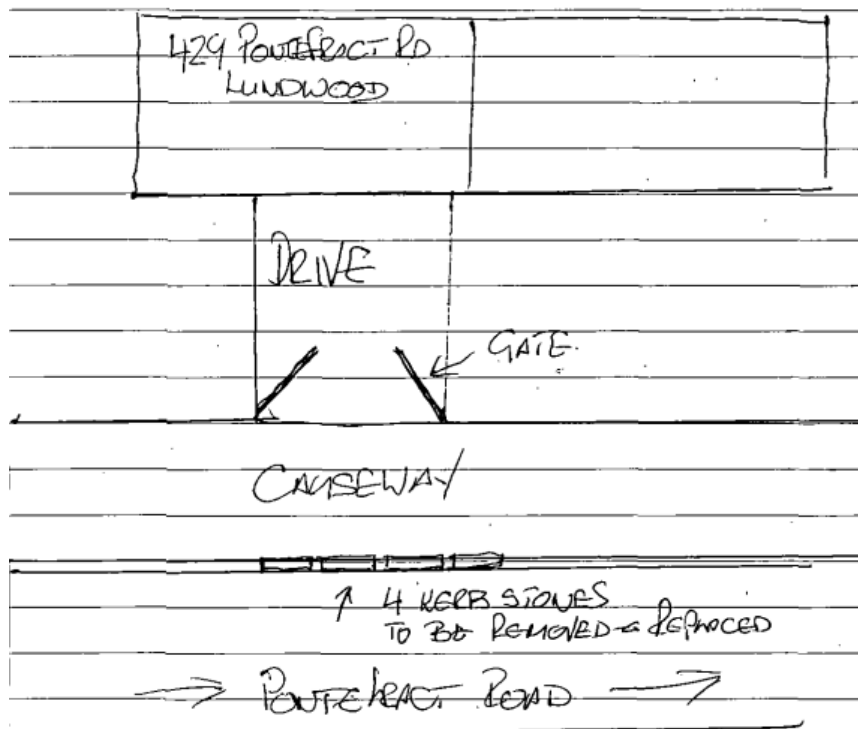 429 PONTEFRACT RD
LUNDWOOD
DRIVE
GATE.
CAUSEWAY
4 KERB STONES
TO BE REMOVED & REPLACED
PONTEFRACT ROAD